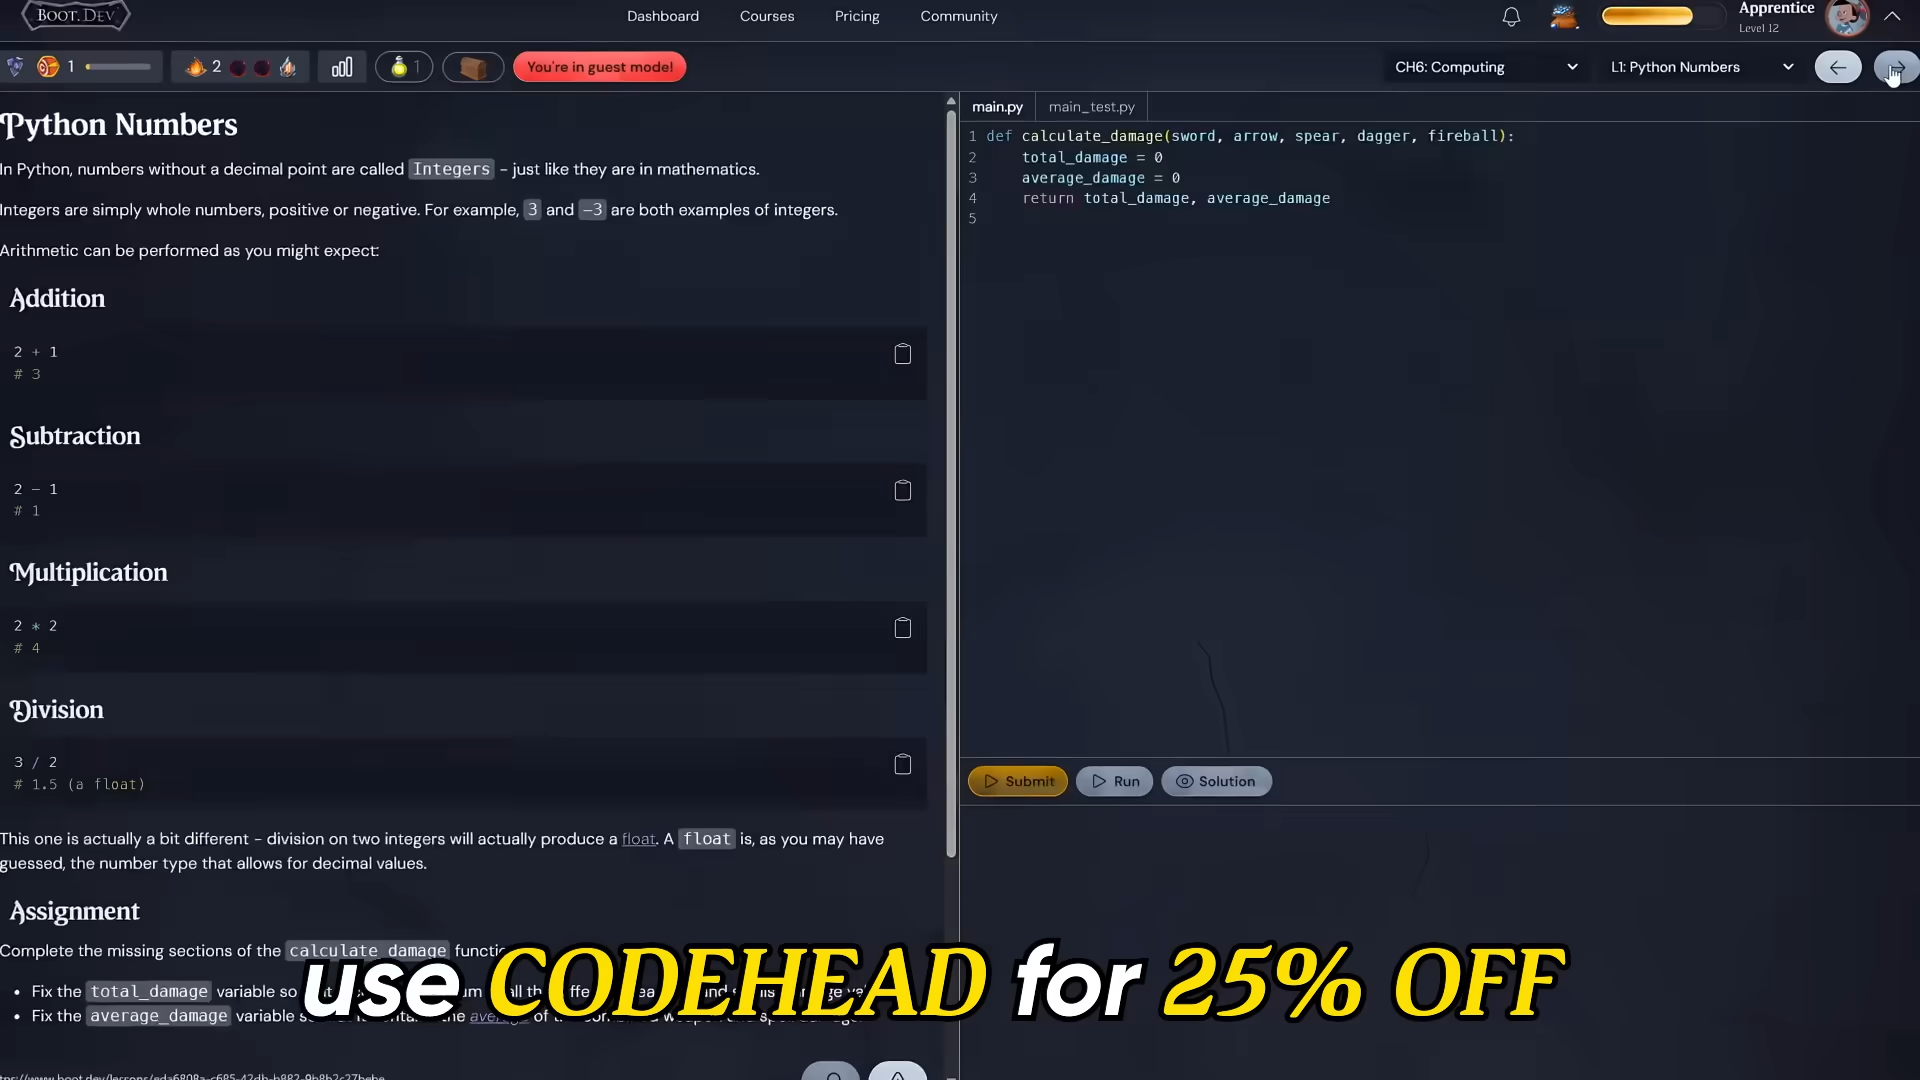 BOOT.DEV
Dashboard Courses Pricing Community
Apprentice
Level 12
1 2 1 You're in guest mode! CH6: Computing L1: Python Numbers
Python Numbers
In Python, numbers without a decimal point are called Integers - just like they are in mathematics.
Integers are simply whole numbers, positive or negative. For example, 3 and -3 are both examples of integers.
Arithmetic can be performed as you might expect:
Addition
2 + 1
# 3
Subtraction
2 - 1
# 1
Multiplication
2 * 2
# 4
Division
3 / 2
# 1.5 (a float)
This one is actually a bit different - division on two integers will actually produce a float. A float is, as you may have
guessed, the number type that allows for decimal values.
Assignment
Complete the missing sections of the calculate_damage
Fix the total_damage variable so
Fix the average_damage variable
main.py main_test.py
1 def calculate_damage(sword, arrow, spear, dagger, fireball):
2 total_damage = 0
3 average_damage = 0
4 return total_damage, average_damage
5
Submit Run Solution
use CODEHEAD for 25% OFF